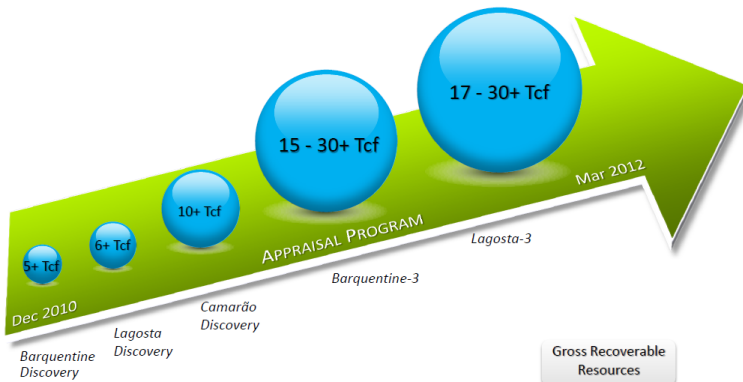 5+ Tcf
6+ Tcf
10+ Tcf
15 - 30+ Tcf
17 - 30+ Tcf
Dec 2010
APPRAISAL PROGRAM
Mar 2012
Barquentine
Discovery
Lagosta
Discovery
Camarão
Discovery
Barquentine-3
Lagosta-3
Gross Recoverable
Resources